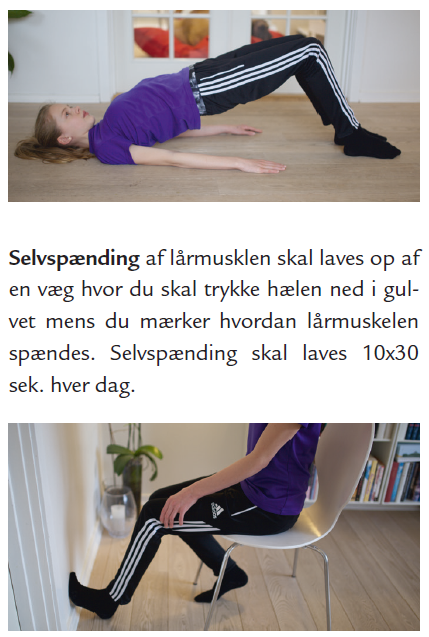 Selvspænding af lårmusklen skal laves op af
en væg hvor du skal trykke hælen ned i gul-
vet mens du mærker hvordan lårmuskelen
spændes. Selvspænding skal laves 10x30
sek. hver dag.